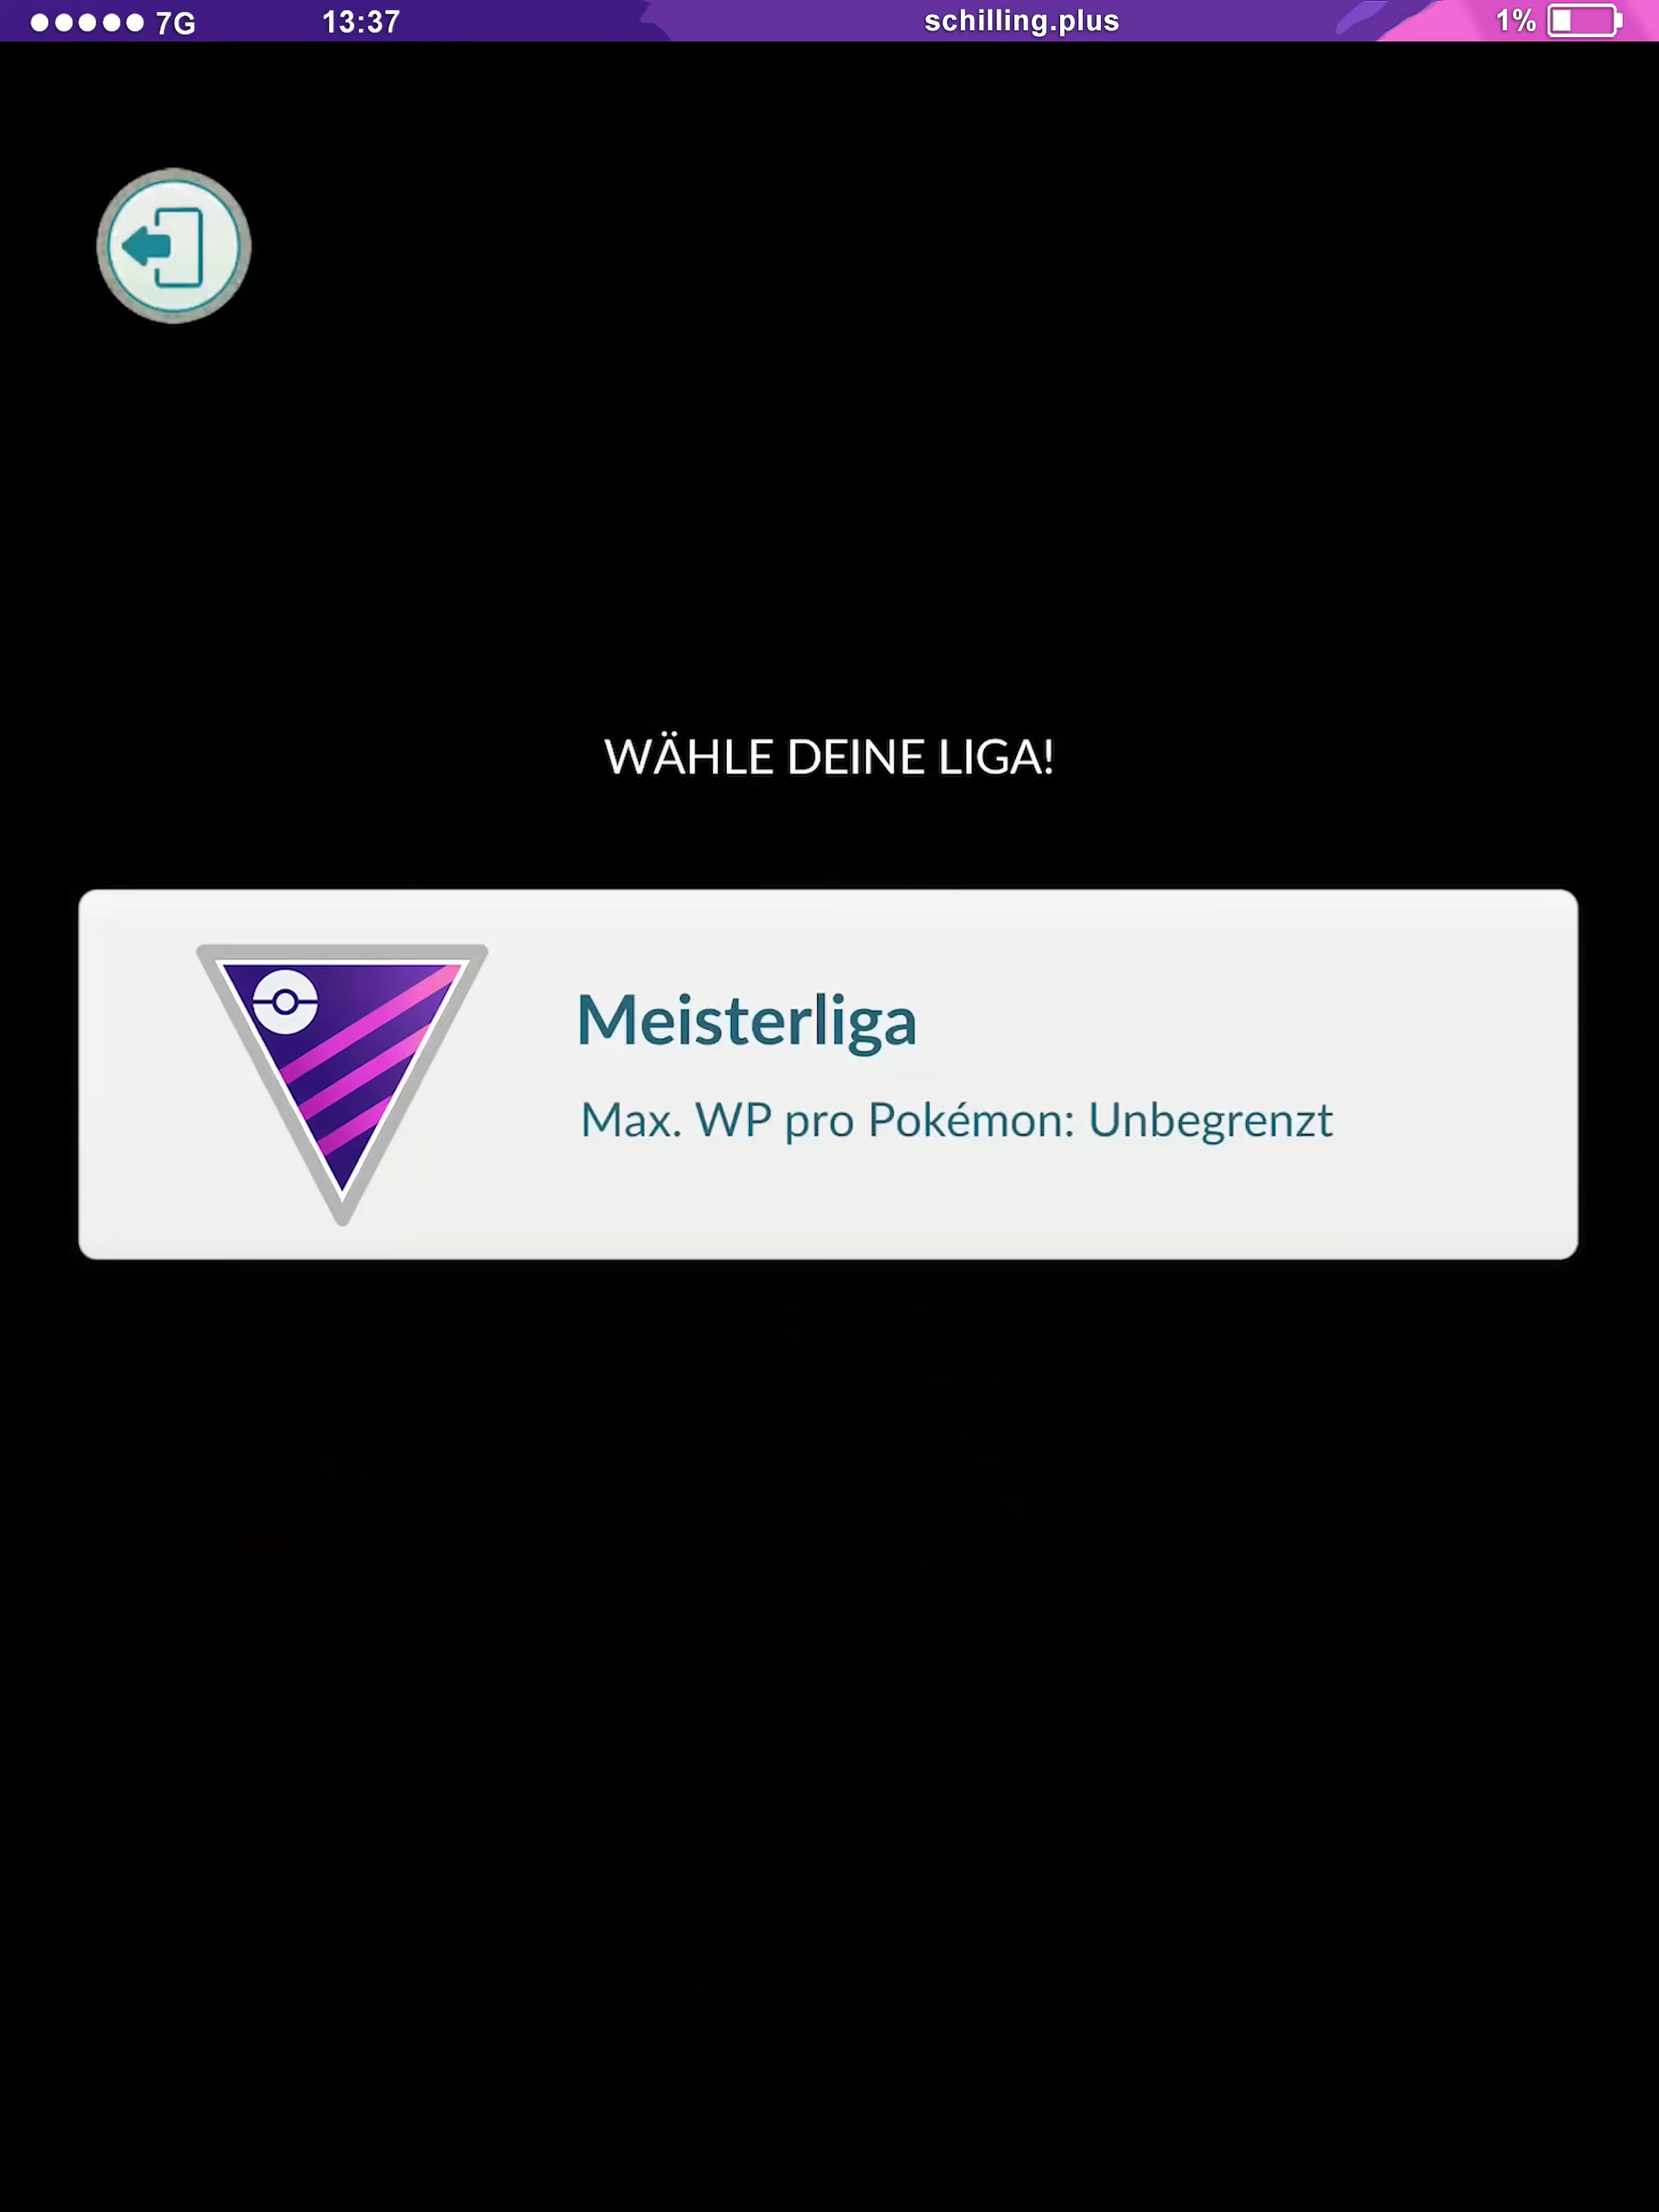 7G 13:37 schilling.plus 1%
WÄHLE DEINE LIGA!
Meisterliga
Max. WP pro Pokémon: Unbegrenzt